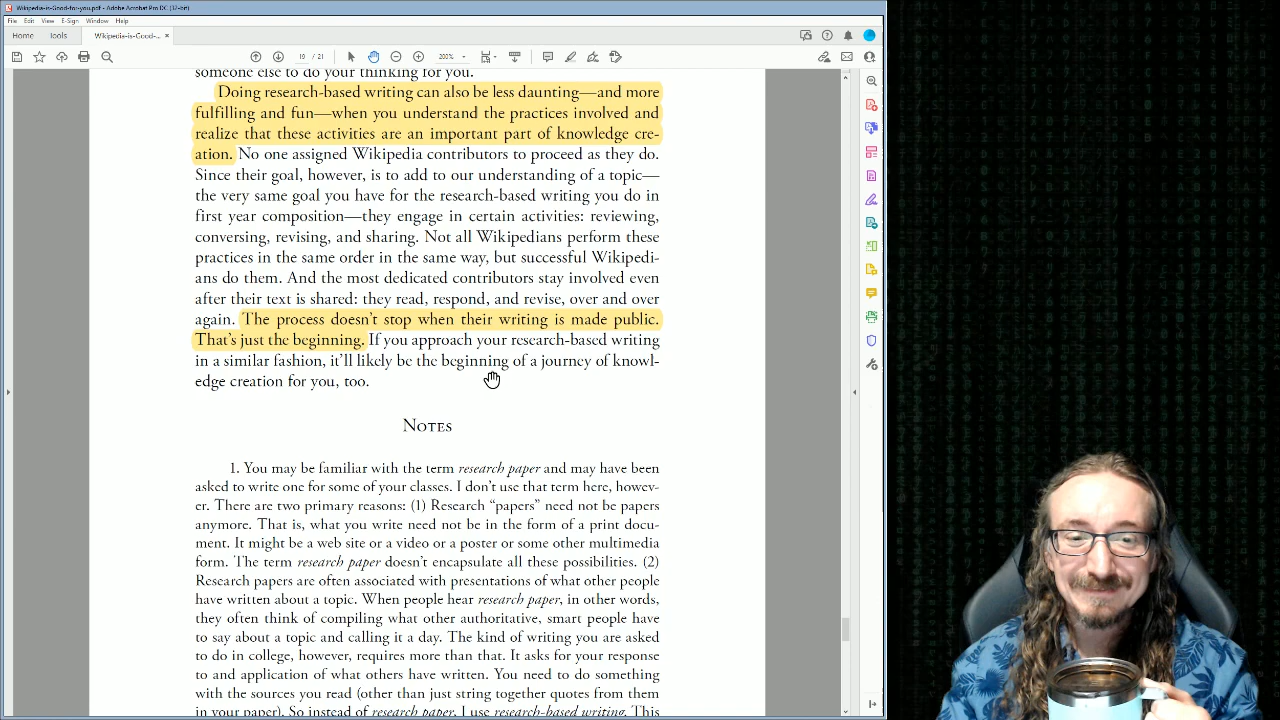 Wikipedia-is-Good-for-you.pdf - Adobe Acrobat Pro DC (32-bit)
File Edit View E-Sign Window Help
Home Tools Wikipedia-is-Good-... ×
19 / 21 200%
someone else to do your thinking for you.
Doing research-based writing can also be less daunting—and more
fulfilling and fun—when you understand the practices involved and
realize that these activities are an important part of knowledge cre-
ation. No one assigned Wikipedia contributors to proceed as they do.
Since their goal, however, is to add to our understanding of a topic—
the very same goal you have for the research-based writing you do in
first year composition—they engage in certain activities: reviewing,
conversing, revising, and sharing. Not all Wikipedians perform these
practices in the same order in the same way, but successful Wikipedi-
ans do them. And the most dedicated contributors stay involved even
after their text is shared: they read, respond, and revise, over and over
again. The process doesn't stop when their writing is made public.
That's just the beginning. If you approach your research-based writing
in a similar fashion, it'll likely be the beginning of a journey of knowl-
edge creation for you, too.
Notes
1. You may be familiar with the term research paper and may have been
asked to write one for some of your classes. I don't use that term here, howev-
er. There are two primary reasons: (1) Research “papers” need not be papers
anymore. That is, what you write need not be in the form of a print docu-
ment. It might be a web site or a video or a poster or some other multimedia
form. The term research paper doesn't encapsulate all these possibilities. (2)
Research papers are often associated with presentations of what other people
have written about a topic. When people hear research paper, in other words,
they often think of compiling what other authoritative, smart people have
to say about a topic and calling it a day. The kind of writing you are asked
to do in college, however, requires more than that. It asks for your response
to and application of what others have written. You need to do something
with the sources you read (other than just string together quotes from them
in your paper). So instead of research paper, I use research-based writing. This